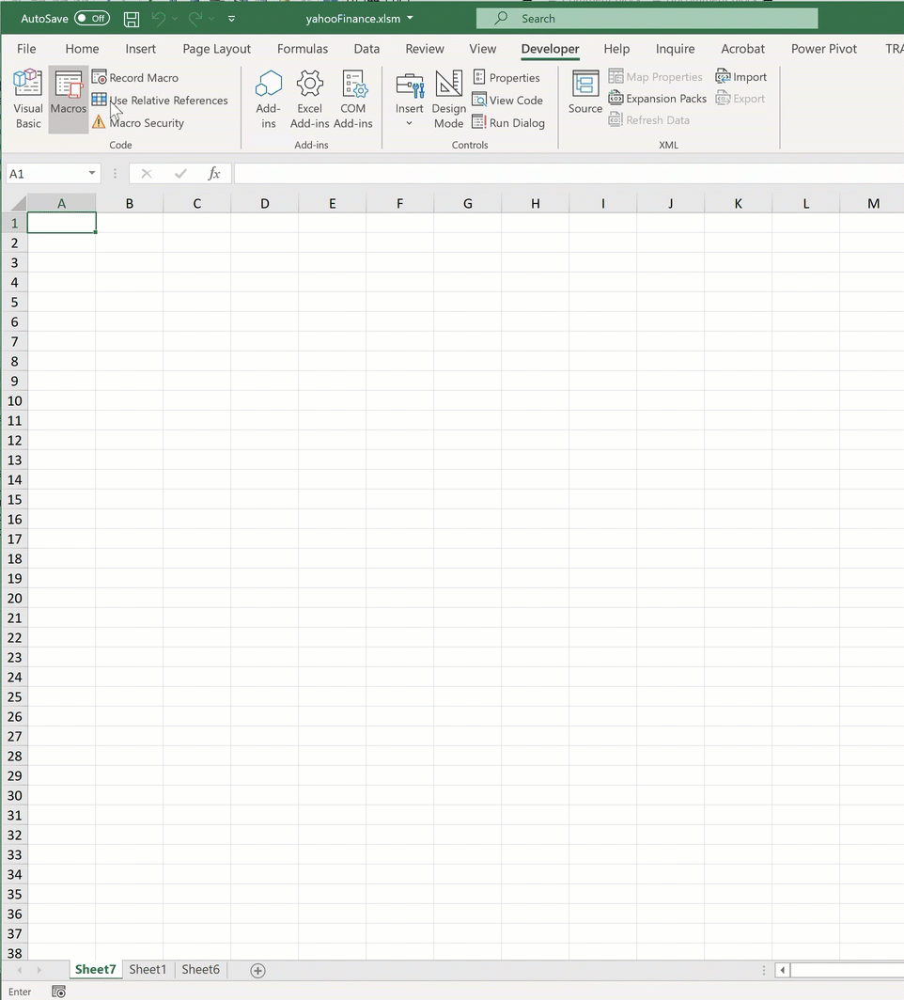 AutoSave Off yahooFinance.xlsm Search
File Home Insert Page Layout Formulas Data Review View Developer Help Inquire Acrobat Power Pivot
Visual Basic
Macros
Record Macro
Use Relative References
Macro Security
Code
Add-ins
Excel Add-ins
COM Add-ins
Add-ins
Insert
Design Mode
Properties
View Code
Run Dialog
Controls
Source
Map Properties
Expansion Packs
Refresh Data
Import
Export
XML
A1 fx
A B C D E F G H I J K L M
1
2
3
4
5
6
7
8
9
10
11
12
13
14
15
16
17
18
19
20
21
22
23
24
25
26
27
28
29
30
31
32
33
34
35
36
37
38
Sheet7 Sheet1 Sheet6
Enter